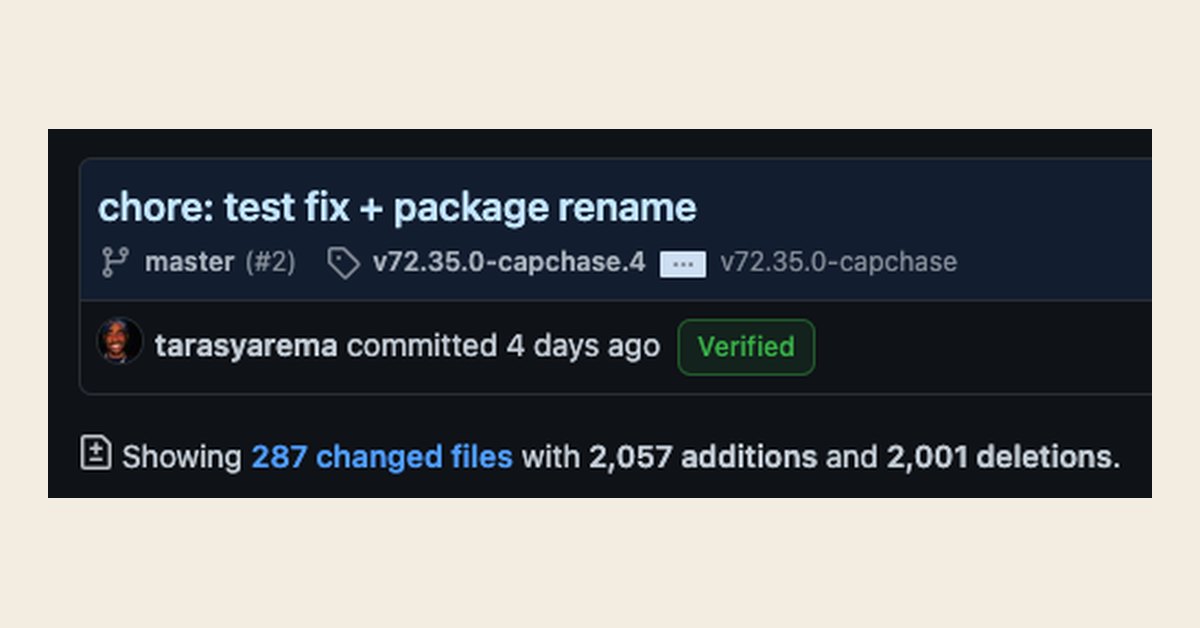 chore: test fix + package rename
master (#2) v72.35.0-capchase.4 ... v72.35.0-capchase
tarasyarema committed 4 days ago Verified
Showing 287 changed files with 2,057 additions and 2,001 deletions.